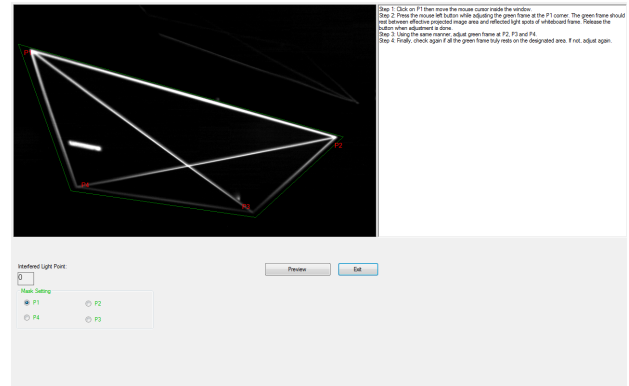 Step 1: Click on P1 then move the mouse cursor inside the window.
Step 2: Press the mouse left button while adjusting the green frame at the P1 corner. The green frame should
rest between effective projected image area and reflected light spots of whiteboard frame. Release the
button when adjustment is done.
Step 3: Using the same manner, adjust green frame at P2, P3 and P4.
Step 4: Finally, check again if all the green frame truly rests on the designated area. If not, adjust again.
P1
P2
P4
P3
Interfered Light Point:
0
Preview
Exit
Mask Setting
P1
P2
P4
P3